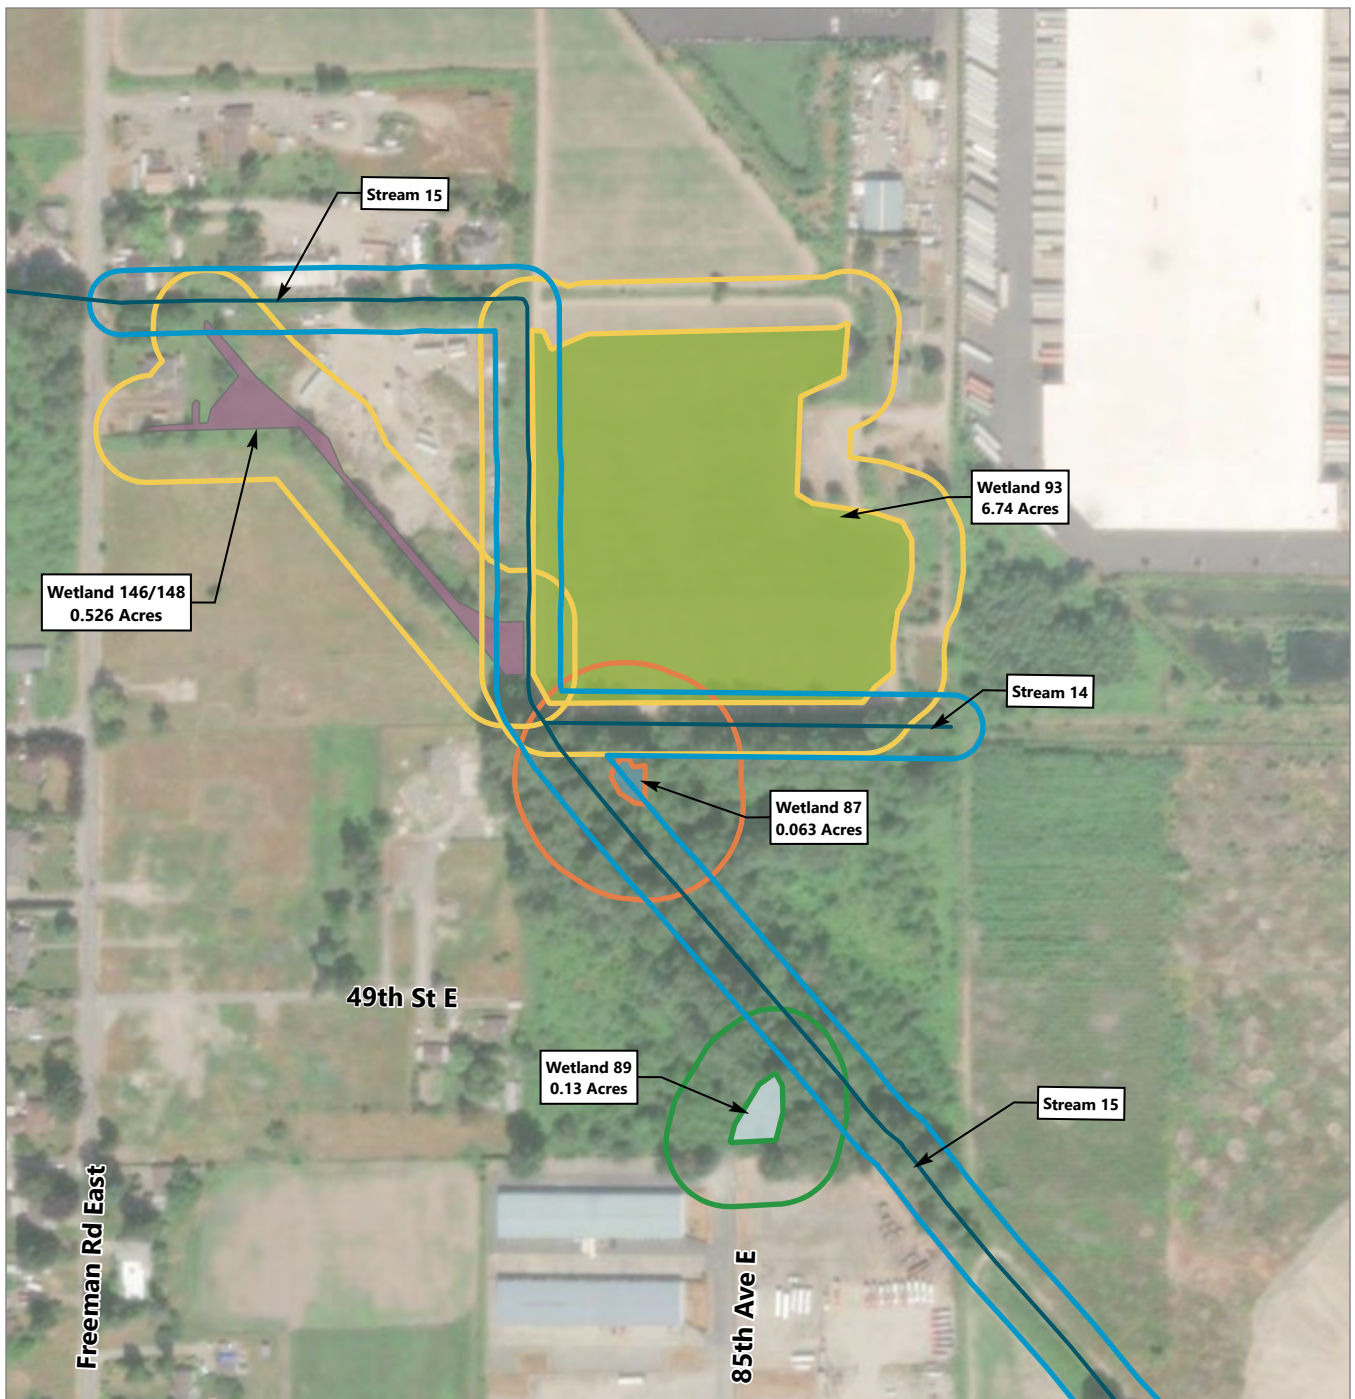 Stream 15
Wetland 93
6.74 Acres
Wetland 146/148
0.526 Acres
Stream 14
Wetland 87
0.063 Acres
49th St E
Wetland 89
0.13 Acres
Stream 15
Freeman Rd East
85th Ave E